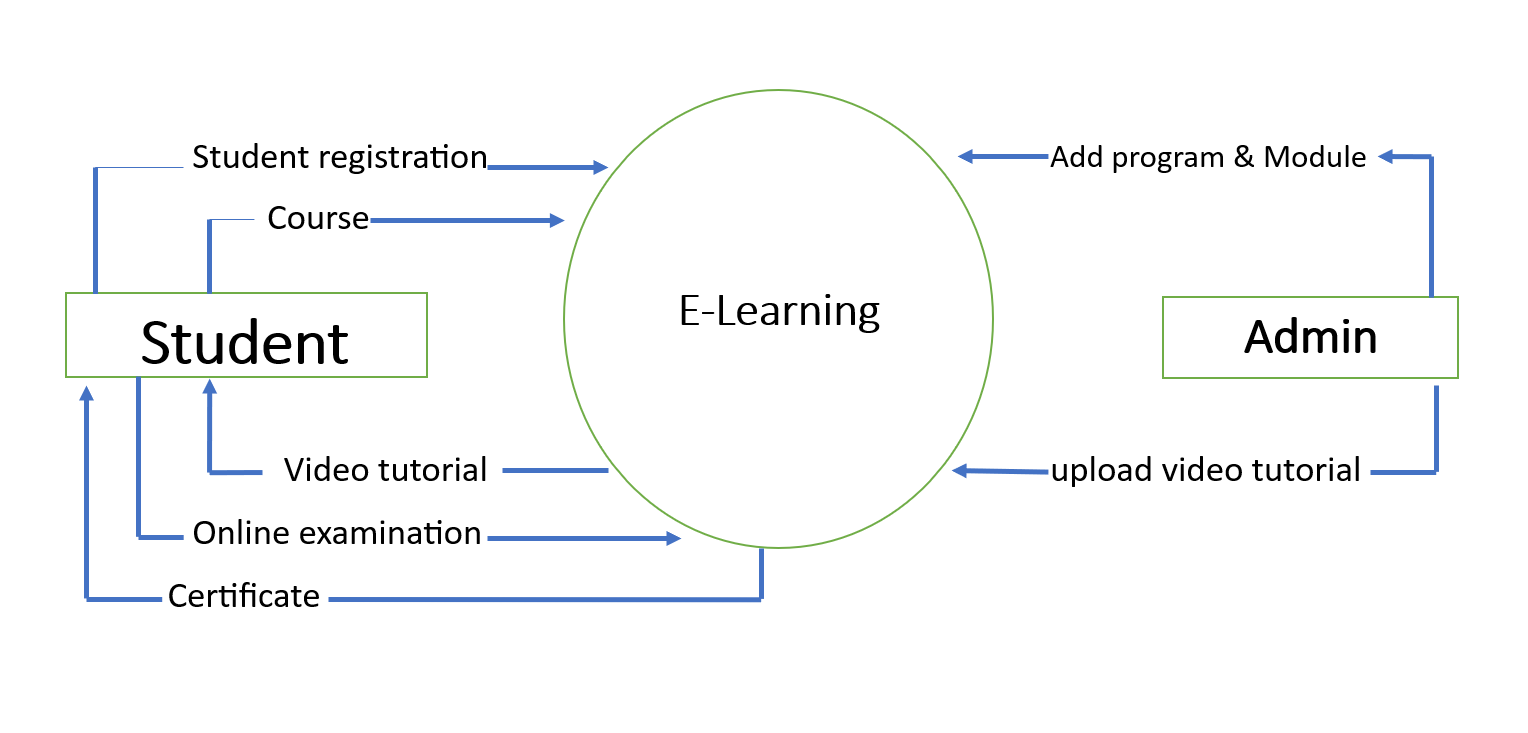 Student registration
Add program & Module
Course
E-Learning
Student
Admin
Video tutorial
upload video tutorial
Online examination
Certificate